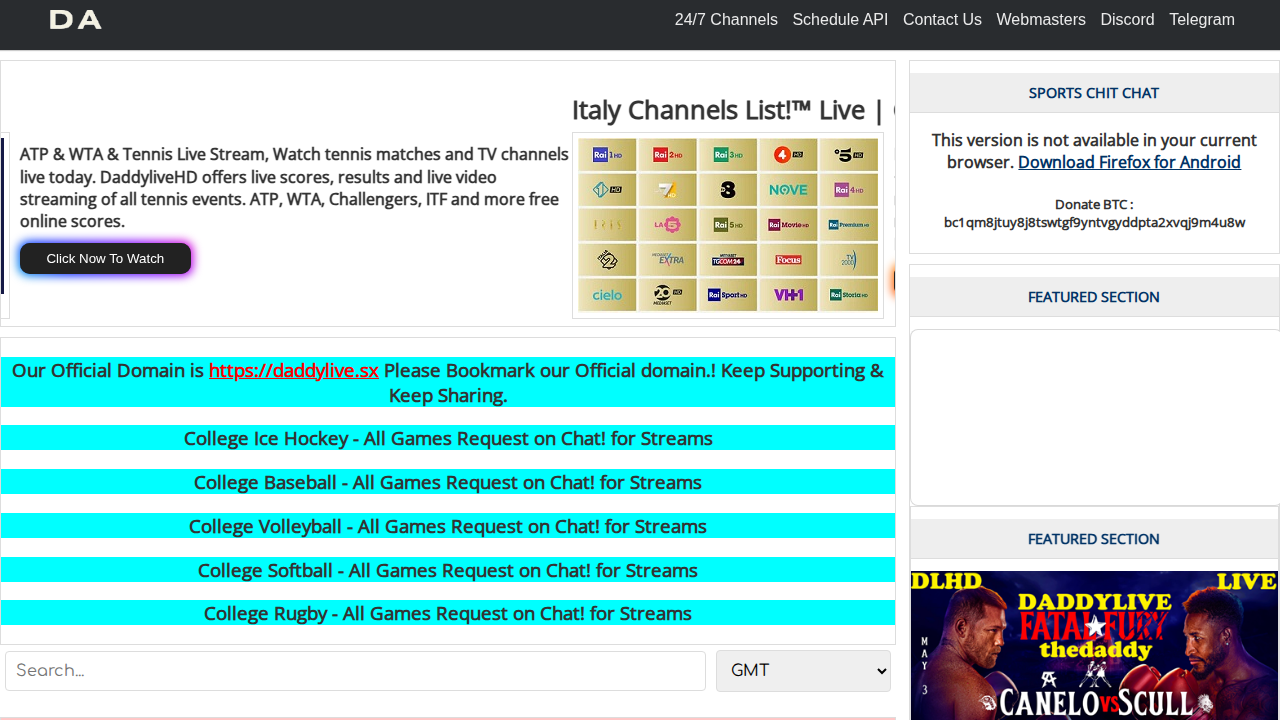 DA
24/7 Channels Schedule API Contact Us Webmasters Discord Telegram
Italy Channels List!™ Live |
ATP & WTA & Tennis Live Stream, Watch tennis matches and TV channels
live today. DaddyliveHD offers live scores, results and live video
streaming of all tennis events. ATP, WTA, Challengers, ITF and more free
online scores.
Click Now To Watch
Rai 1 HD Rai 2 HD Rai 3 HD 4 HD 5 HD
HD 7 8 NOVE Rai 4 HD
IRIS LA 5 Rai 5 HD Rai Movie HD Rai Premium HD
MEDIASET EXTRA TGCOM24 Focus TV 2000
cielo 20 MEDIASET HD Rai Sport HD VH1 Rai Storia HD
Our Official Domain is https://daddylive.sx Please Bookmark our Official domain.! Keep Supporting &
Keep Sharing.
College Ice Hockey - All Games Request on Chat! for Streams
College Baseball - All Games Request on Chat! for Streams
College Volleyball - All Games Request on Chat! for Streams
College Softball - All Games Request on Chat! for Streams
College Rugby - All Games Request on Chat! for Streams
Search...
GMT
SPORTS CHIT CHAT
This version is not available in your current
browser. Download Firefox for Android
Donate BTC :
bc1qm8jtuy8j8tswtgf9yntvgyddpta2xvqj9m4u8w
FEATURED SECTION
FEATURED SECTION
DLHD LIVE
DADDYLIVE
FATAL FURY
thedaddy
MAY 3
CANELO VS SCULL